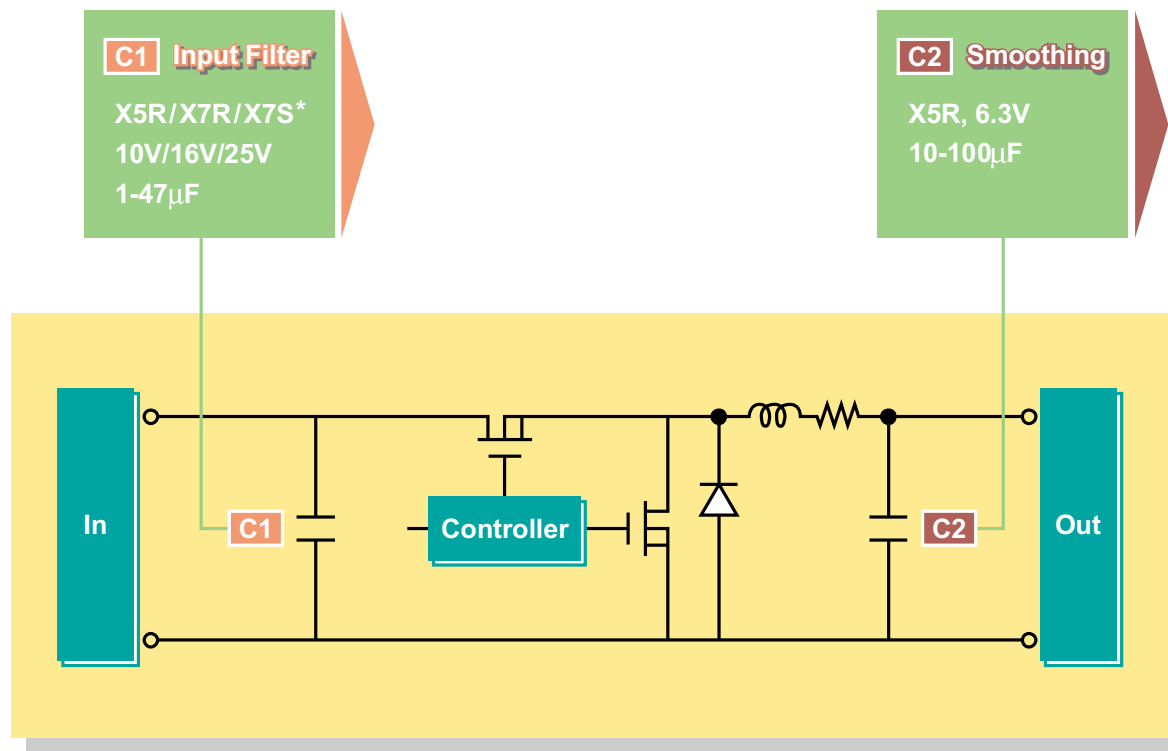 C1 Input Filter
X5R/X7R/X7S*
10V/16V/25V
1-47μF
C2 Smoothing
X5R, 6.3V
10-100μF
In
C1
Controller
C2
Out